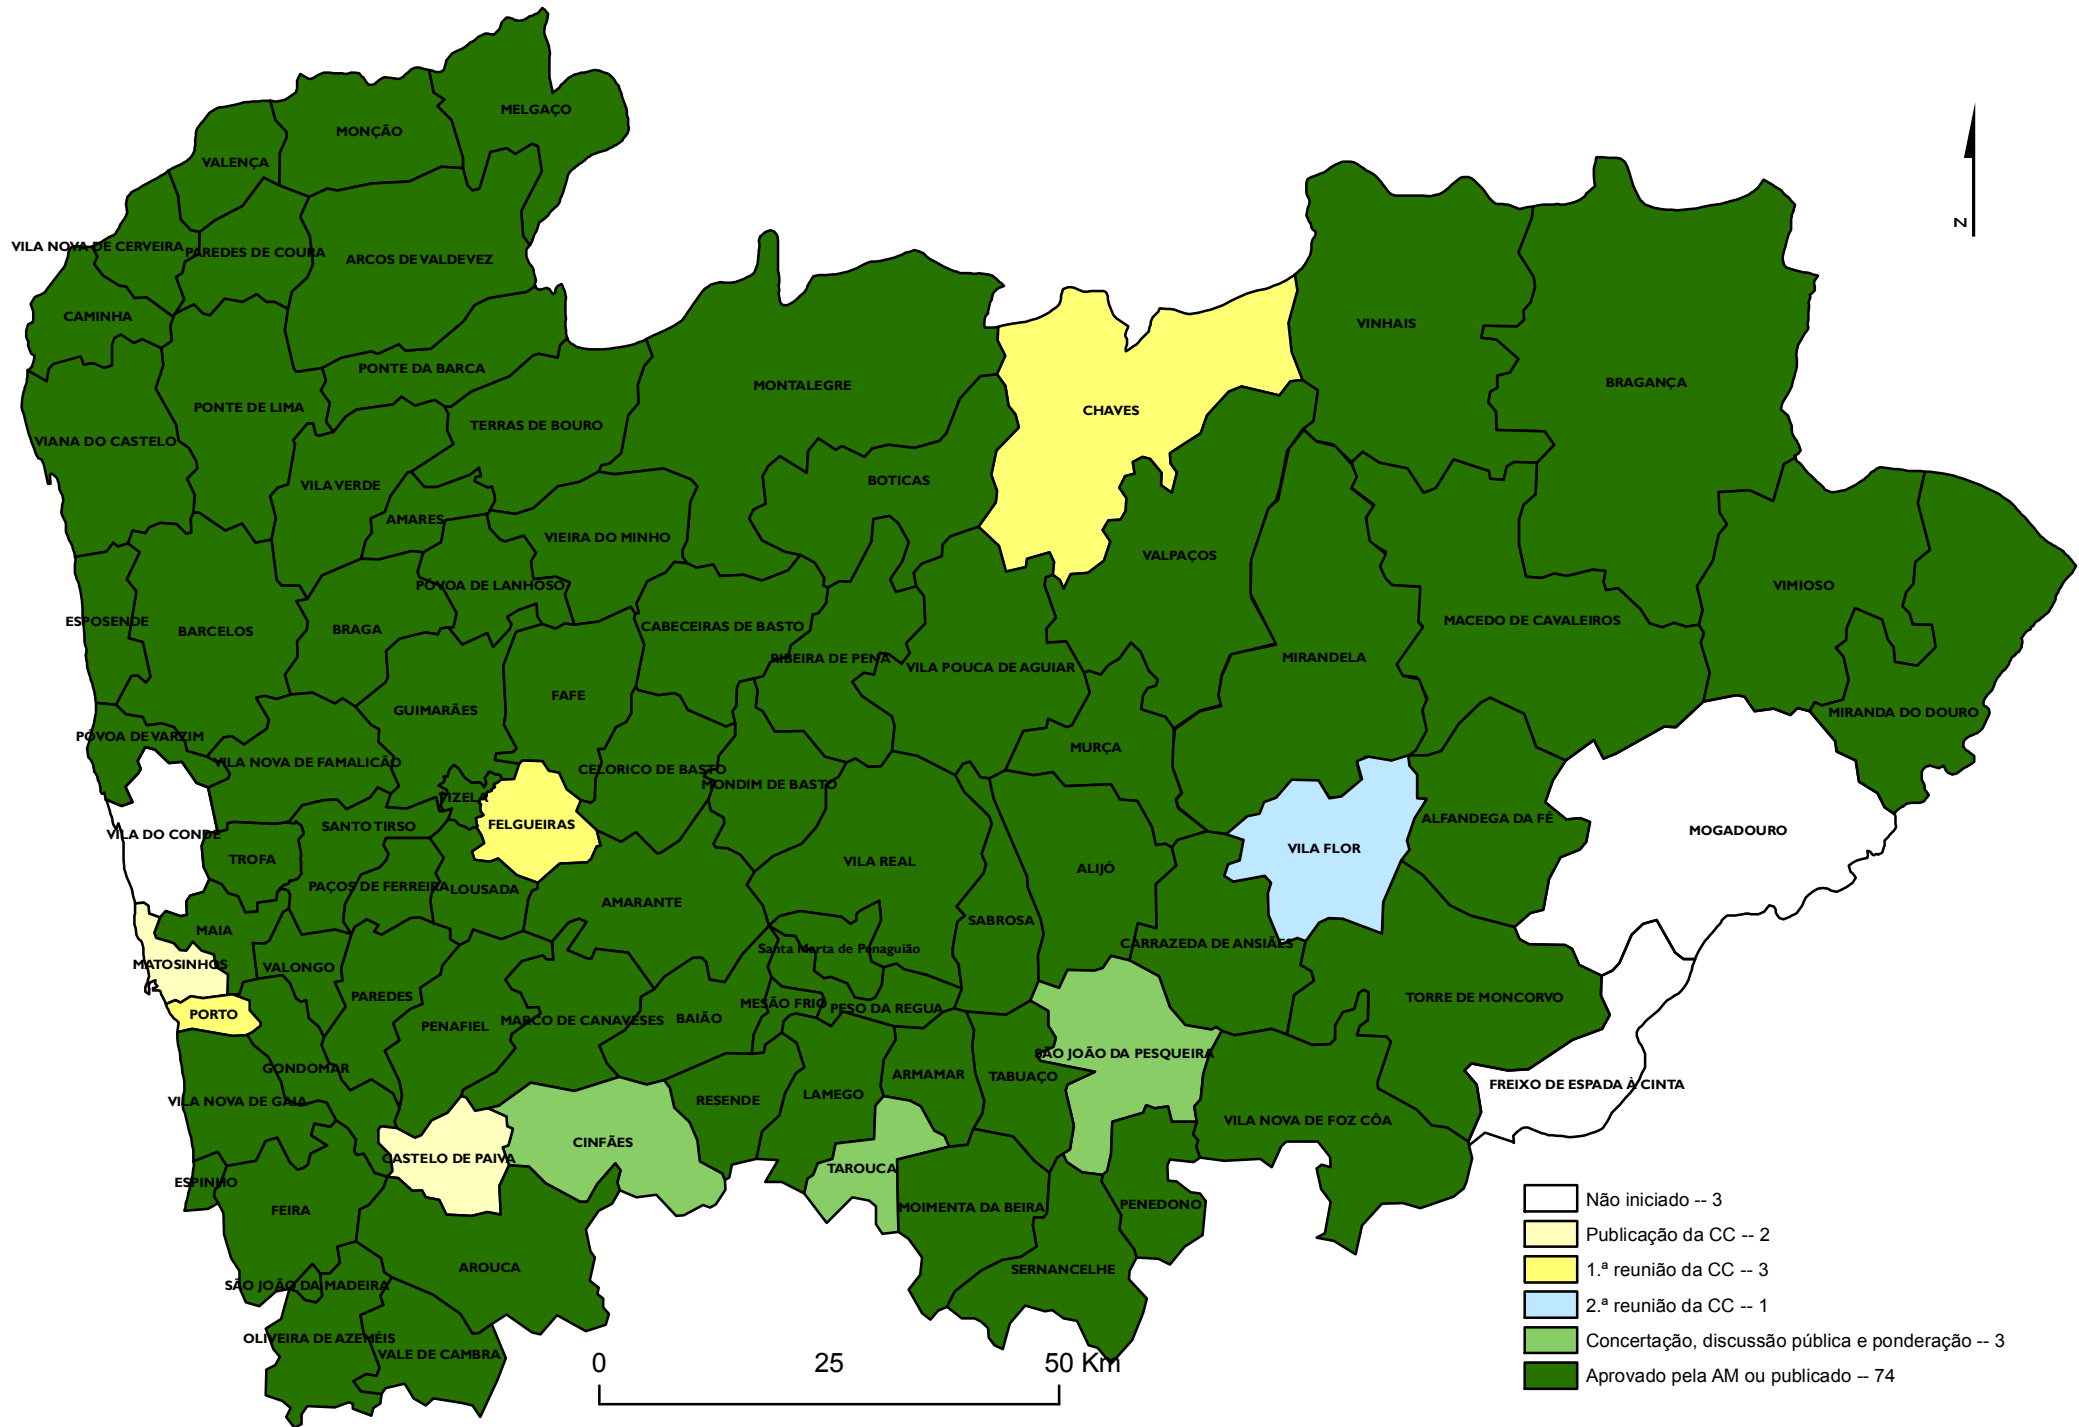 MELGAÇO
MONÇÃO
VALENÇA
VILA NOVA DE CERVEIRA
PAREDES DE COURA
ARCOS DE VALDEVEZ
N
CAMINHA
VINHAIS
PONTE DA BARCA
MONTALEGRE
BRAGANÇA
PONTE DE LIMA
CHAVES
TERRAS DE BOURO
VIANA DO CASTELO
VILA VERDE
BOTICAS
AMARES
VIEIRA DO MINHO
VALPAÇOS
PÓVOA DE LANHOSO
VIMIOSO
ESPOSENDE
BARCELOS
BRAGA
CABECEIRAS DE BASTO
MACEDO DE CAVALEIROS
RIBEIRA DE PENA
VILA POUCA DE AGUIAR
MIRANDELA
FAFE
GUIMARÃES
MIRANDA DO DOURO
PÓVOA DE VARZIM
MURÇA
VILA NOVA DE FAMALICÃO
CELORICO DE BASTO
MONDIM DE BASTO
VIZELA
FELGUEIRAS
SANTO TIRSO
VILA DO CONDE
ALFANDEGA DA FÉ
MOGADOURO
VILA FLOR
TROFA
VILA REAL
ALIJÓ
PAÇOS DE FERREIRA
LOUSADA
AMARANTE
SABROSA
MAIA
CARRAZEDA DE ANSIÃES
Santa Marta de Penaguião
MATOSINHOS
VALONGO
PAREDES
TORRE DE MONCORVO
MESÃO FRIO
PESO DA REGUA
PORTO
PENAFIEL
MARCO DE CANAVESES
BAIÃO
SÃO JOÃO DA PESQUEIRA
GONDOMAR
ARMAMAR
TABUAÇO
FREIXO DE ESPADA À CINTA
VILA NOVA DE GAIA
RESENDE
LAMEGO
VILA NOVA DE FOZ CÔA
CINFÃES
CASTELO DE PAIVA
TAROUCA
ESPINHO
FEIRA
MOIMENTA DA BEIRA
PENEDONO
AROUCA
SERNANCELHE
SÃO JOÃO DA MADEIRA
OLIVEIRA DE AZEMÉIS
VALE DE CAMBRA
0 25 50 Km
Não iniciado -- 3
Publicação da CC -- 2
1.ª reunião da CC -- 3
2.ª reunião da CC -- 1
Concertação, discussão pública e ponderação -- 3
Aprovado pela AM ou publicado -- 74